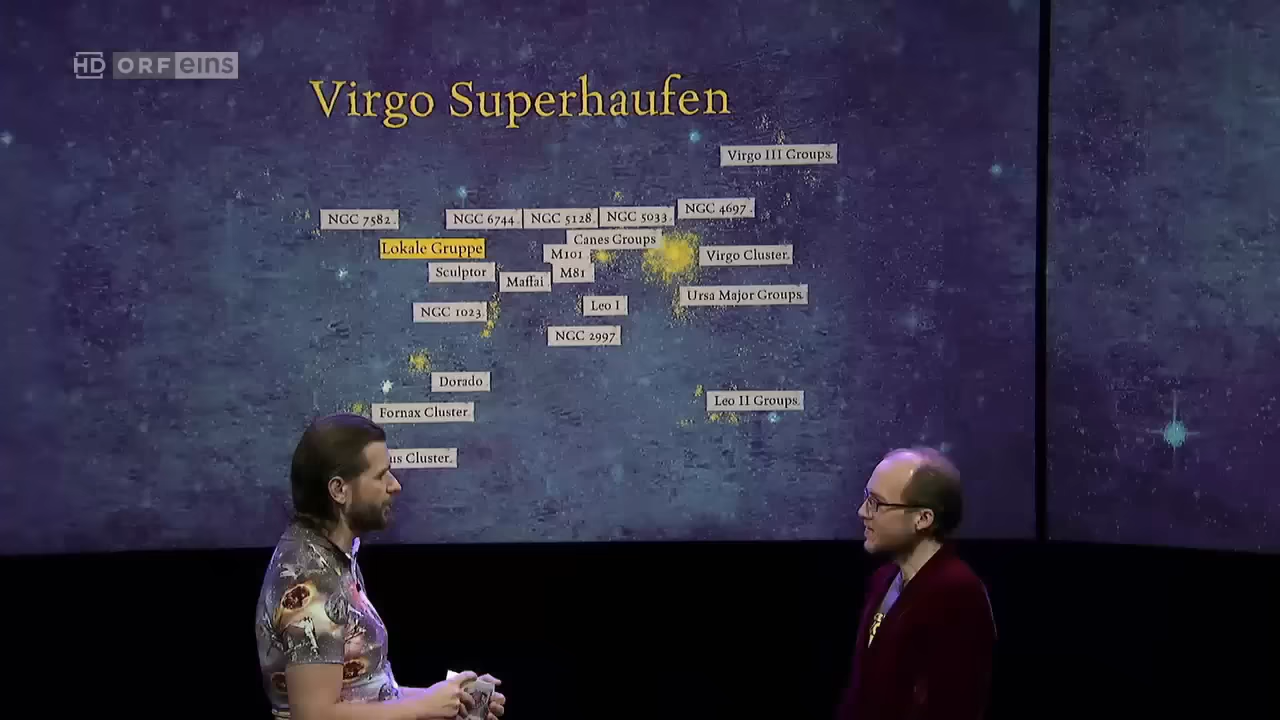 HD ORF eins
Virgo Superhaufen
Virgo III Groups.
NGC 7582.
NGC 6744
NGC 5128
NGC 5033
NGC 4697.
Lokale Gruppe
Canes Groups
M101
Virgo Cluster.
Sculptor
Maffai
M81
Ursa Major Groups.
NGC 1023
Leo I
NGC 2997
Dorado
Leo II Groups.
Fornax Cluster
Cluster.